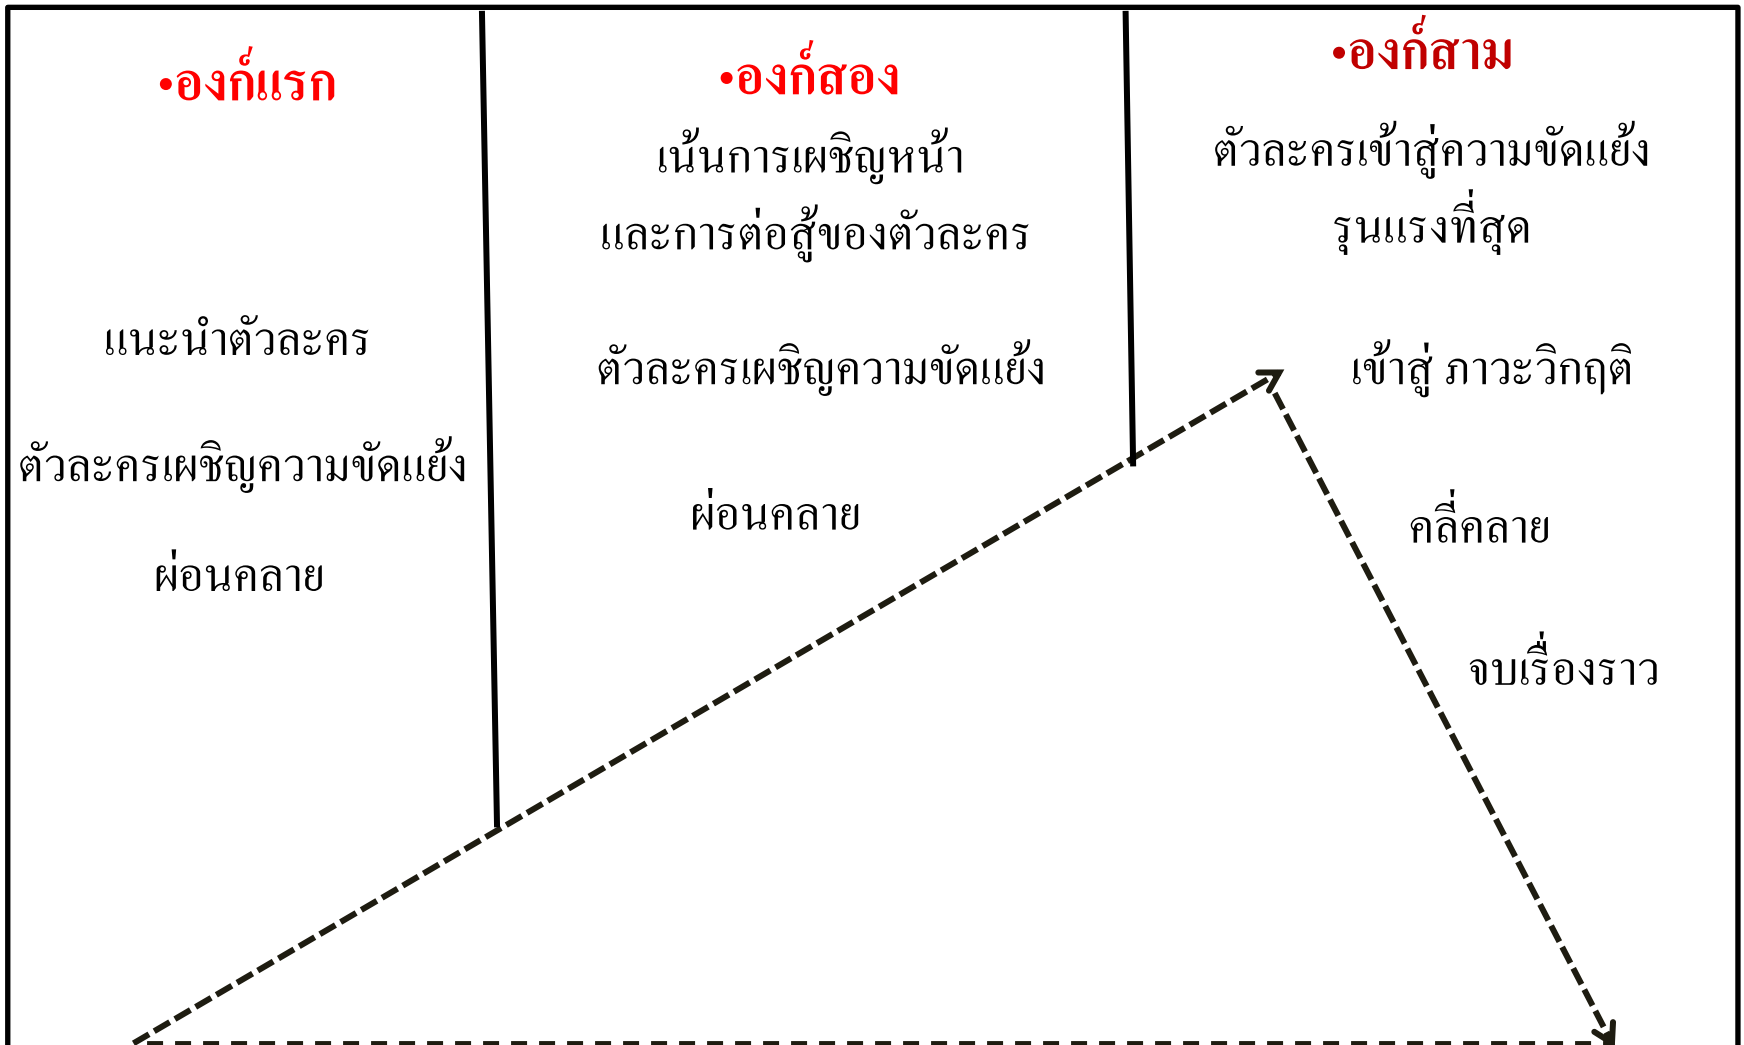 •องก์แรก
แนะนำตัวละคร
ตัวละครเผชิญความขัดแย้ง
ผ่อนคลาย
•องก์สอง
เน้นการเผชิญหน้า
และการต่อสู้ของตัวละคร
ตัวละครเผชิญความขัดแย้ง
ผ่อนคลาย
•องก์สาม
ตัวละครเข้าสู่ความขัดแย้ง
รุนแรงที่สุด
เข้าสู่ ภาวะวิกฤติ
คลี่คลาย
จบเรื่องราว